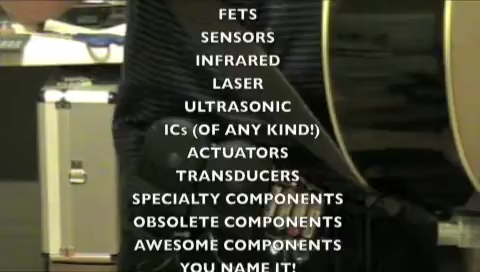 FETS
SENSORS
INFRARED
LASER
ULTRASONIC
ICs (OF ANY KIND!)
ACTUATORS
TRANSDUCERS
SPECIALTY COMPONENTS
OBSOLETE COMPONENTS
AWESOME COMPONENTS
YOU NAME IT!